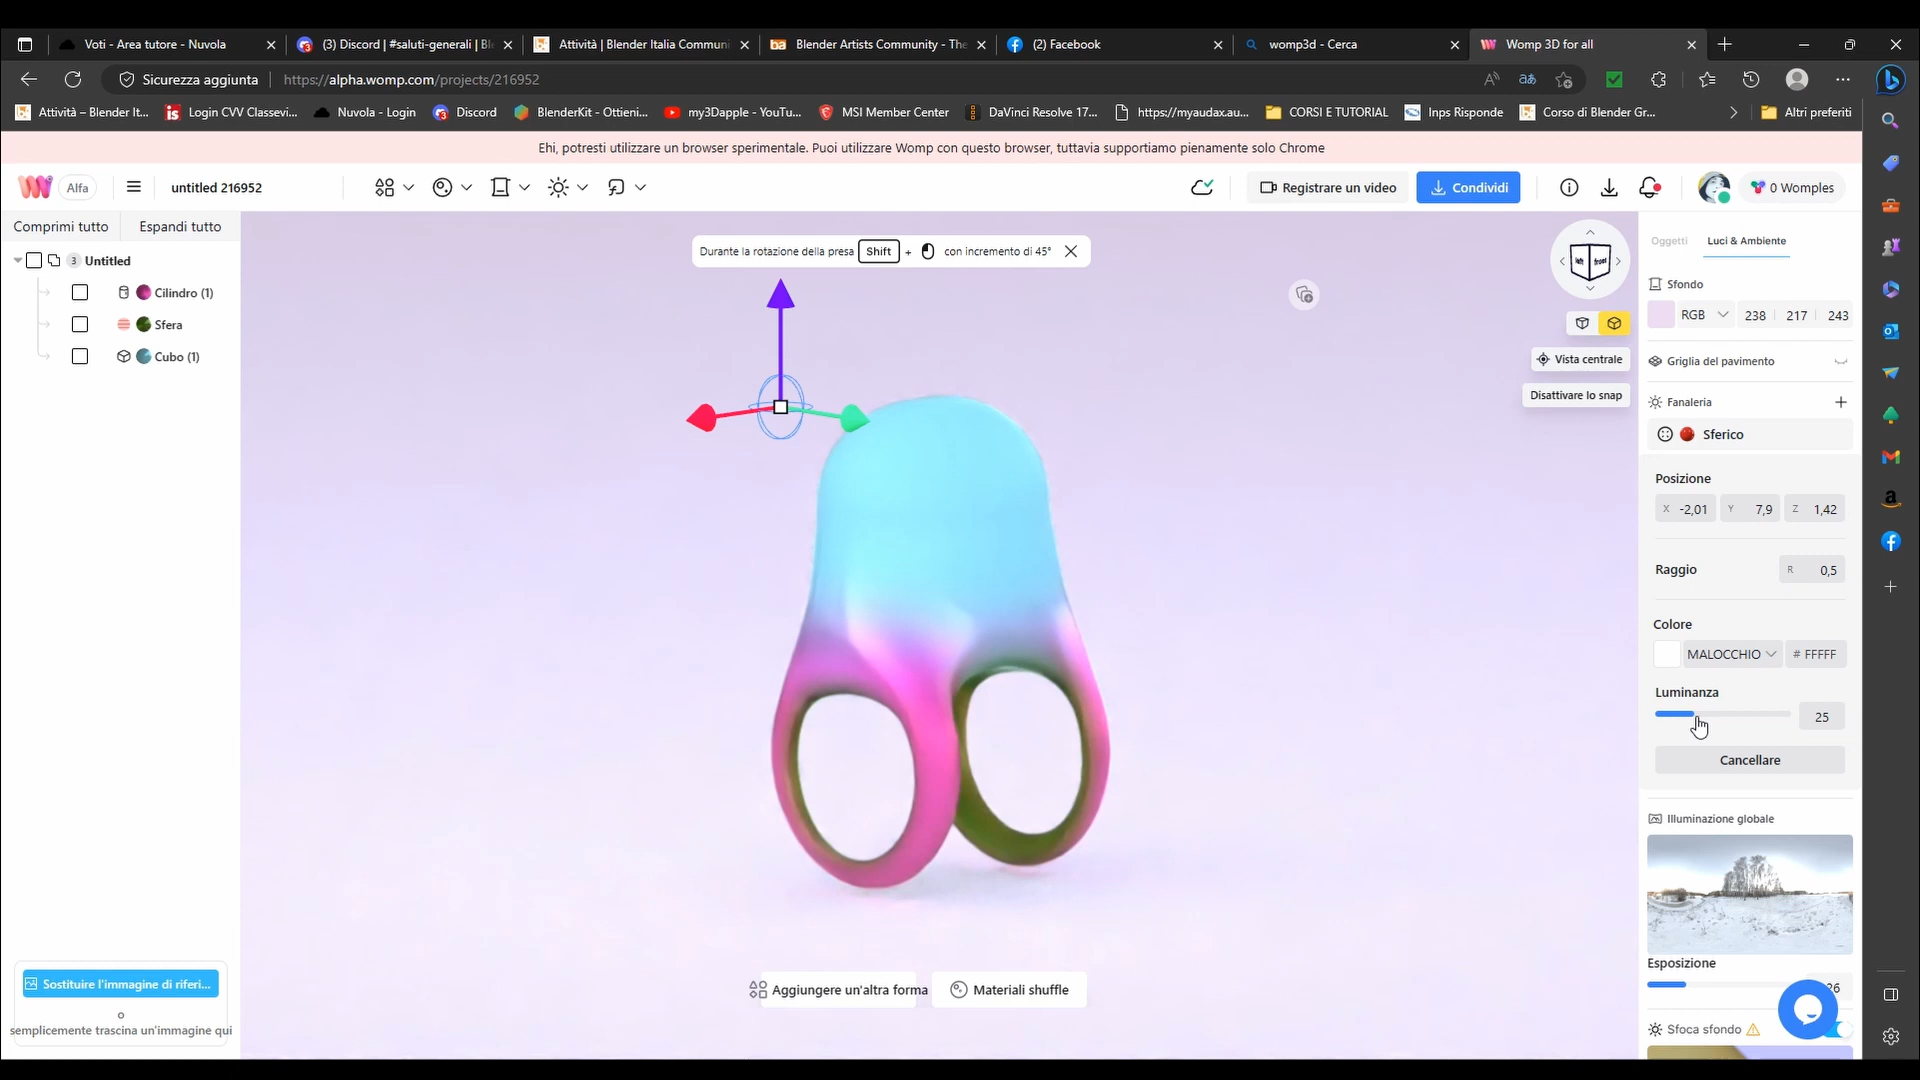 Voti - Area tutore - Nuvola
(3) Discord | #saluti-generali | Bl
Attività | Blender Italia Commun
Blender Artists Community - The
(2) Facebook
womp3d - Cerca
Womp 3D for all
Sicurezza aggiunta
https://alpha.womp.com/projects/216952
Attività – Blender It...
Login CVV Classevi...
Nuvola - Login
Discord
BlenderKit - Ottieni...
my3Dapple - YouTu...
MSI Member Center
DaVinci Resolve 17...
https://myaudax.au...
CORSI E TUTORIAL
Inps Risponde
Corso di Blender Gr...
Altri preferiti
Ehi, potresti utilizzare un browser sperimentale. Puoi utilizzare Womp con questo browser, tuttavia supportiamo pienamente solo Chrome
Alfa
untitled 216952
Registrare un video
Condividi
0 Womples
Comprimi tutto
Espandi tutto
3 Untitled
Cilindro (1)
Sfera
Cubo (1)
Durante la rotazione della presa Shift + con incremento di 45°
left front
Vista centrale
Disattivare lo snap
Oggetti
Luci & Ambiente
Sfondo
RGB 238 217 243
Griglia del pavimento
Fanaleria
Sferico
Posizione
X -2,01 Y 7,9 Z 1,42
Raggio R 0,5
Colore
MALOCCHIO # FFFFF
Luminanza
25
Cancellare
Illuminazione globale
Esposizione
26
Sfoca sfondo
Sostituire l'immagine di riferi...
o
semplicemente trascina un'immagine qui
Aggiungere un'altra forma
Materiali shuffle